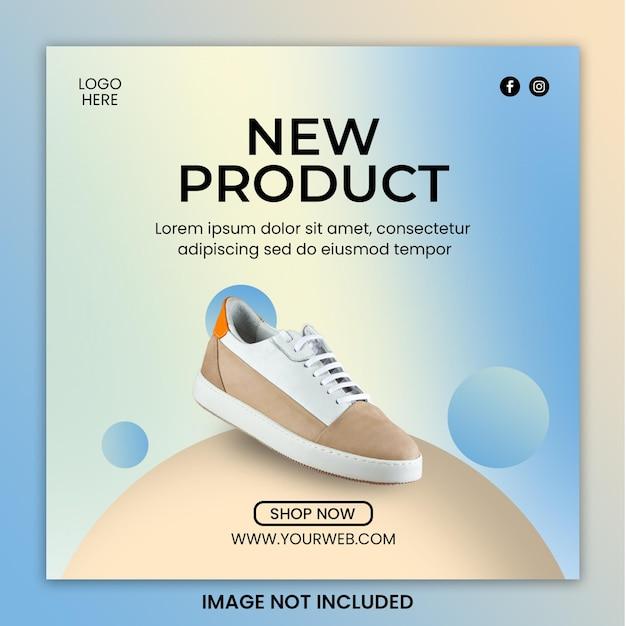 LOGO
HERE
NEW
PRODUCT
Lorem ipsum dolor sit amet, consectetur
adipiscing sed do eiusmod tempor
SHOP NOW
WWW.YOURWEB.COM
IMAGE NOT INCLUDED